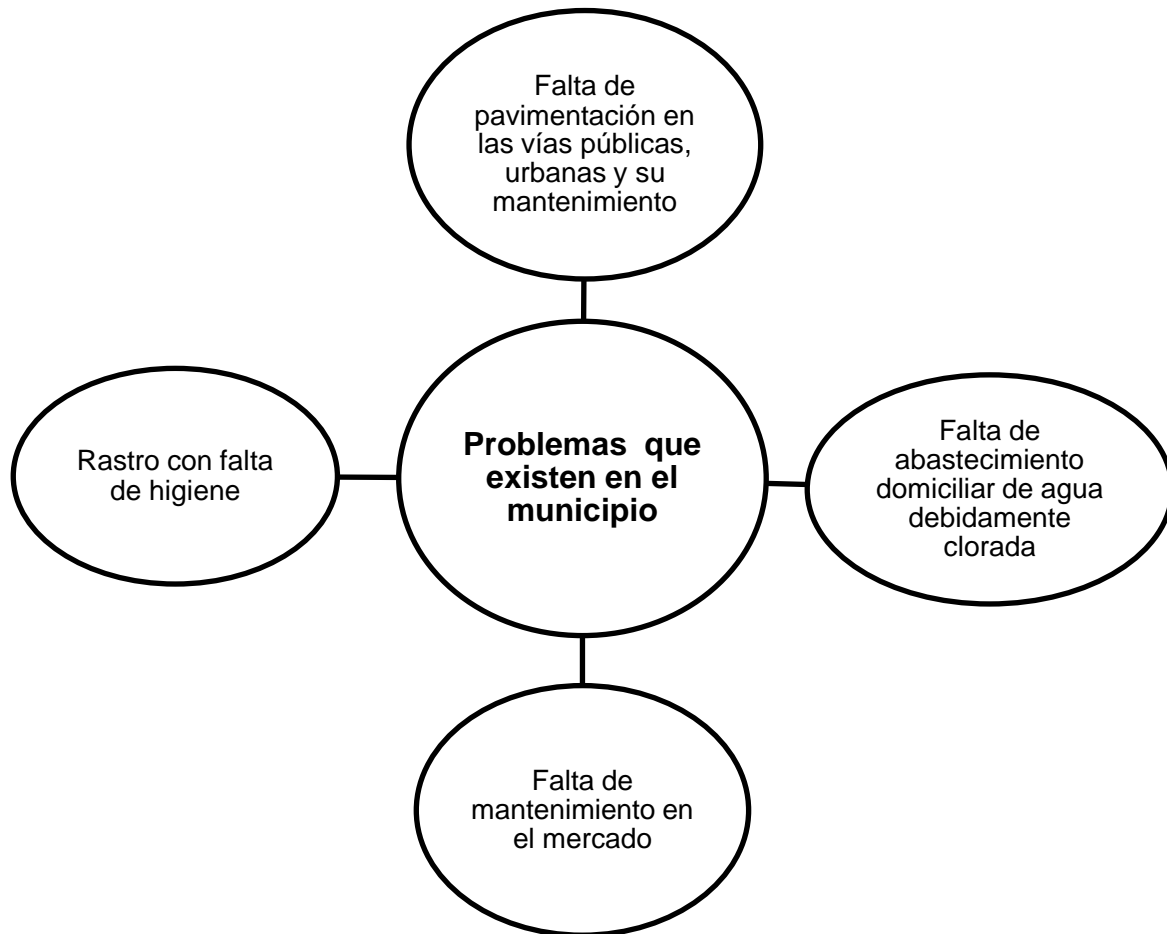 Falta de
pavimentación en
las vías públicas,
urbanas y su
mantenimiento
Rastro con falta
de higiene
Problemas que
existen en el
municipio
Falta de
abastecimiento
domiciliar de agua
debidamente
clorada
Falta de
mantenimiento en
el mercado